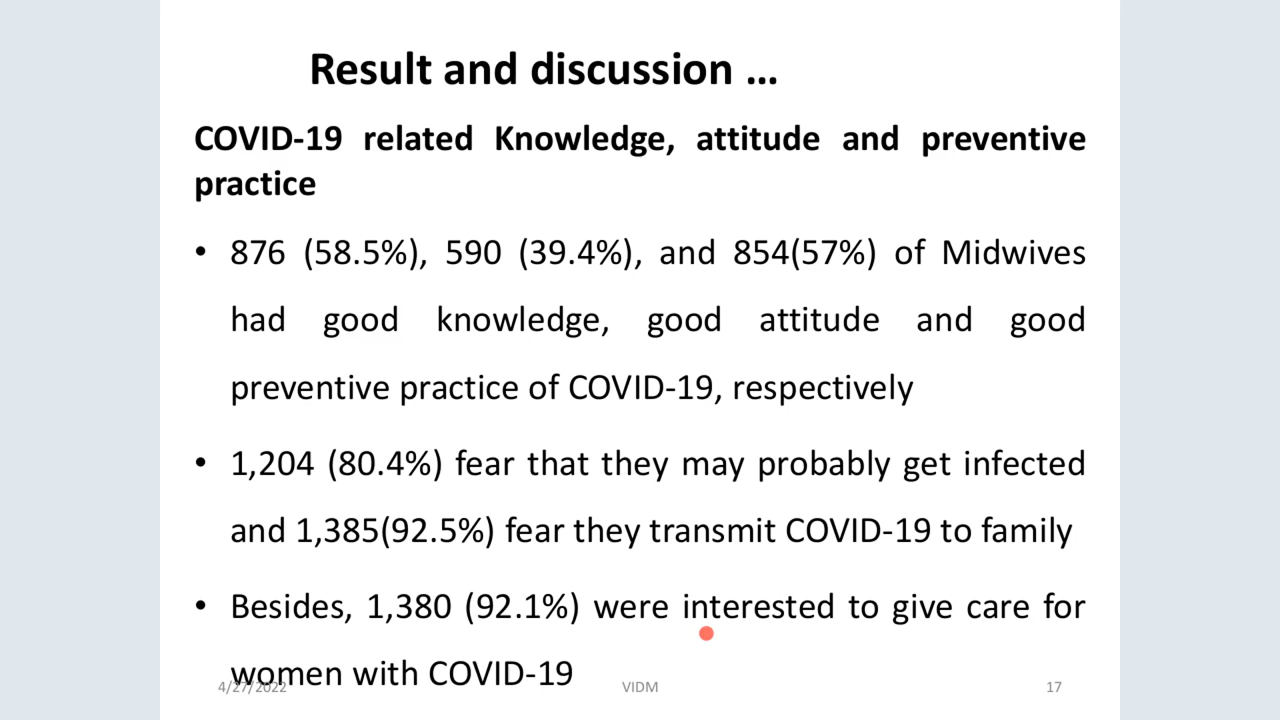 Result and discussion …
COVID-19 related Knowledge, attitude and preventive
practice
• 876 (58.5%), 590 (39.4%), and 854(57%) of Midwives
had good knowledge, good attitude and good
preventive practice of COVID-19, respectively
• 1,204 (80.4%) fear that they may probably get infected
and 1,385(92.5%) fear they transmit COVID-19 to family
• Besides, 1,380 (92.1%) were interested to give care for
women with COVID-19
4/27/2022 VIDM 17